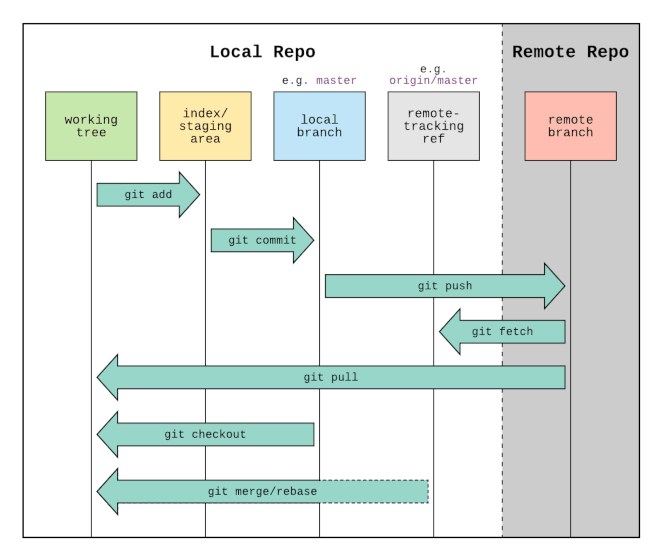 Local Repo
Remote Repo
e.g. master
e.g.
origin/master
working
tree
index/
staging
area
local
branch
remote-
tracking
ref
remote
branch
git add
git commit
git push
git fetch
git pull
git checkout
git merge/rebase